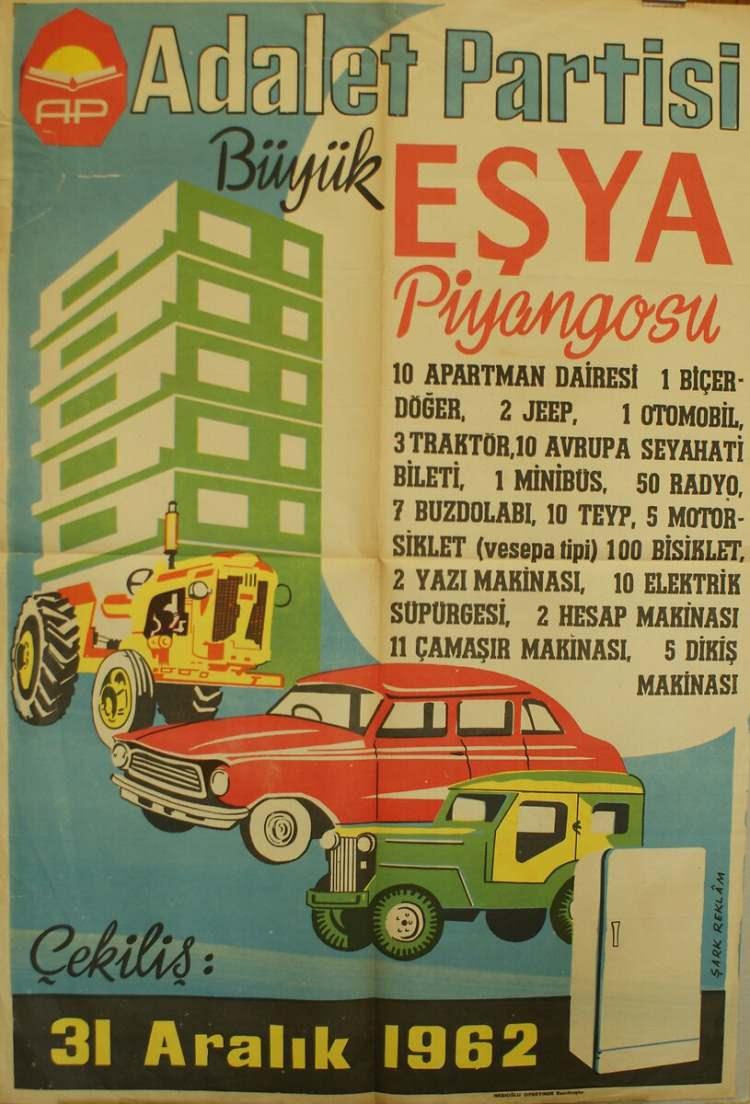 AP
Adalet Partisi
Büyük
EŞYA
Piyangosu
10 APARTMAN DAİRESİ 1 BİÇER-
DÖĞER, 2 JEEP, 1 OTOMOBİL,
3 TRAKTÖR, 10 AVRUPA SEYAHATİ
BİLETİ, 1 MİNİBÜS, 50 RADYO,
7 BUZDOLABI, 10 TEYP, 5 MOTOR-
SİKLET (vesepa tipi) 100 BİSİKLET,
2 YAZI MAKİNASI, 10 ELEKTRİK
SÜPÜRGESİ, 2 HESAP MAKİNASI
11 ÇAMAŞIR MAKİNASI, 5 DİKİŞ
MAKİNASI
ŞARK REKLÂM
Çekiliş:
31 Aralık 1962